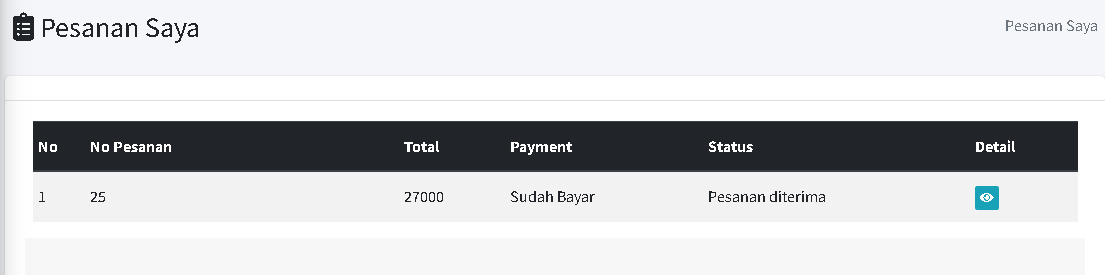 Pesanan Saya
Pesanan Saya
No No Pesanan Total Payment Status Detail
1 25 27000 Sudah Bayar Pesanan diterima